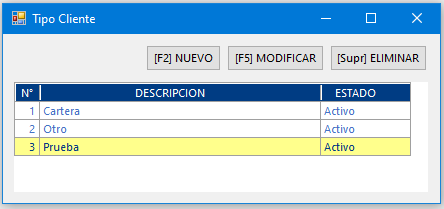 Tipo Cliente
[F2] NUEVO [F5] MODIFICAR [Supr] ELIMINAR
N° DESCRIPCION ESTADO
1 Cartera Activo
2 Otro Activo
3 Prueba Activo